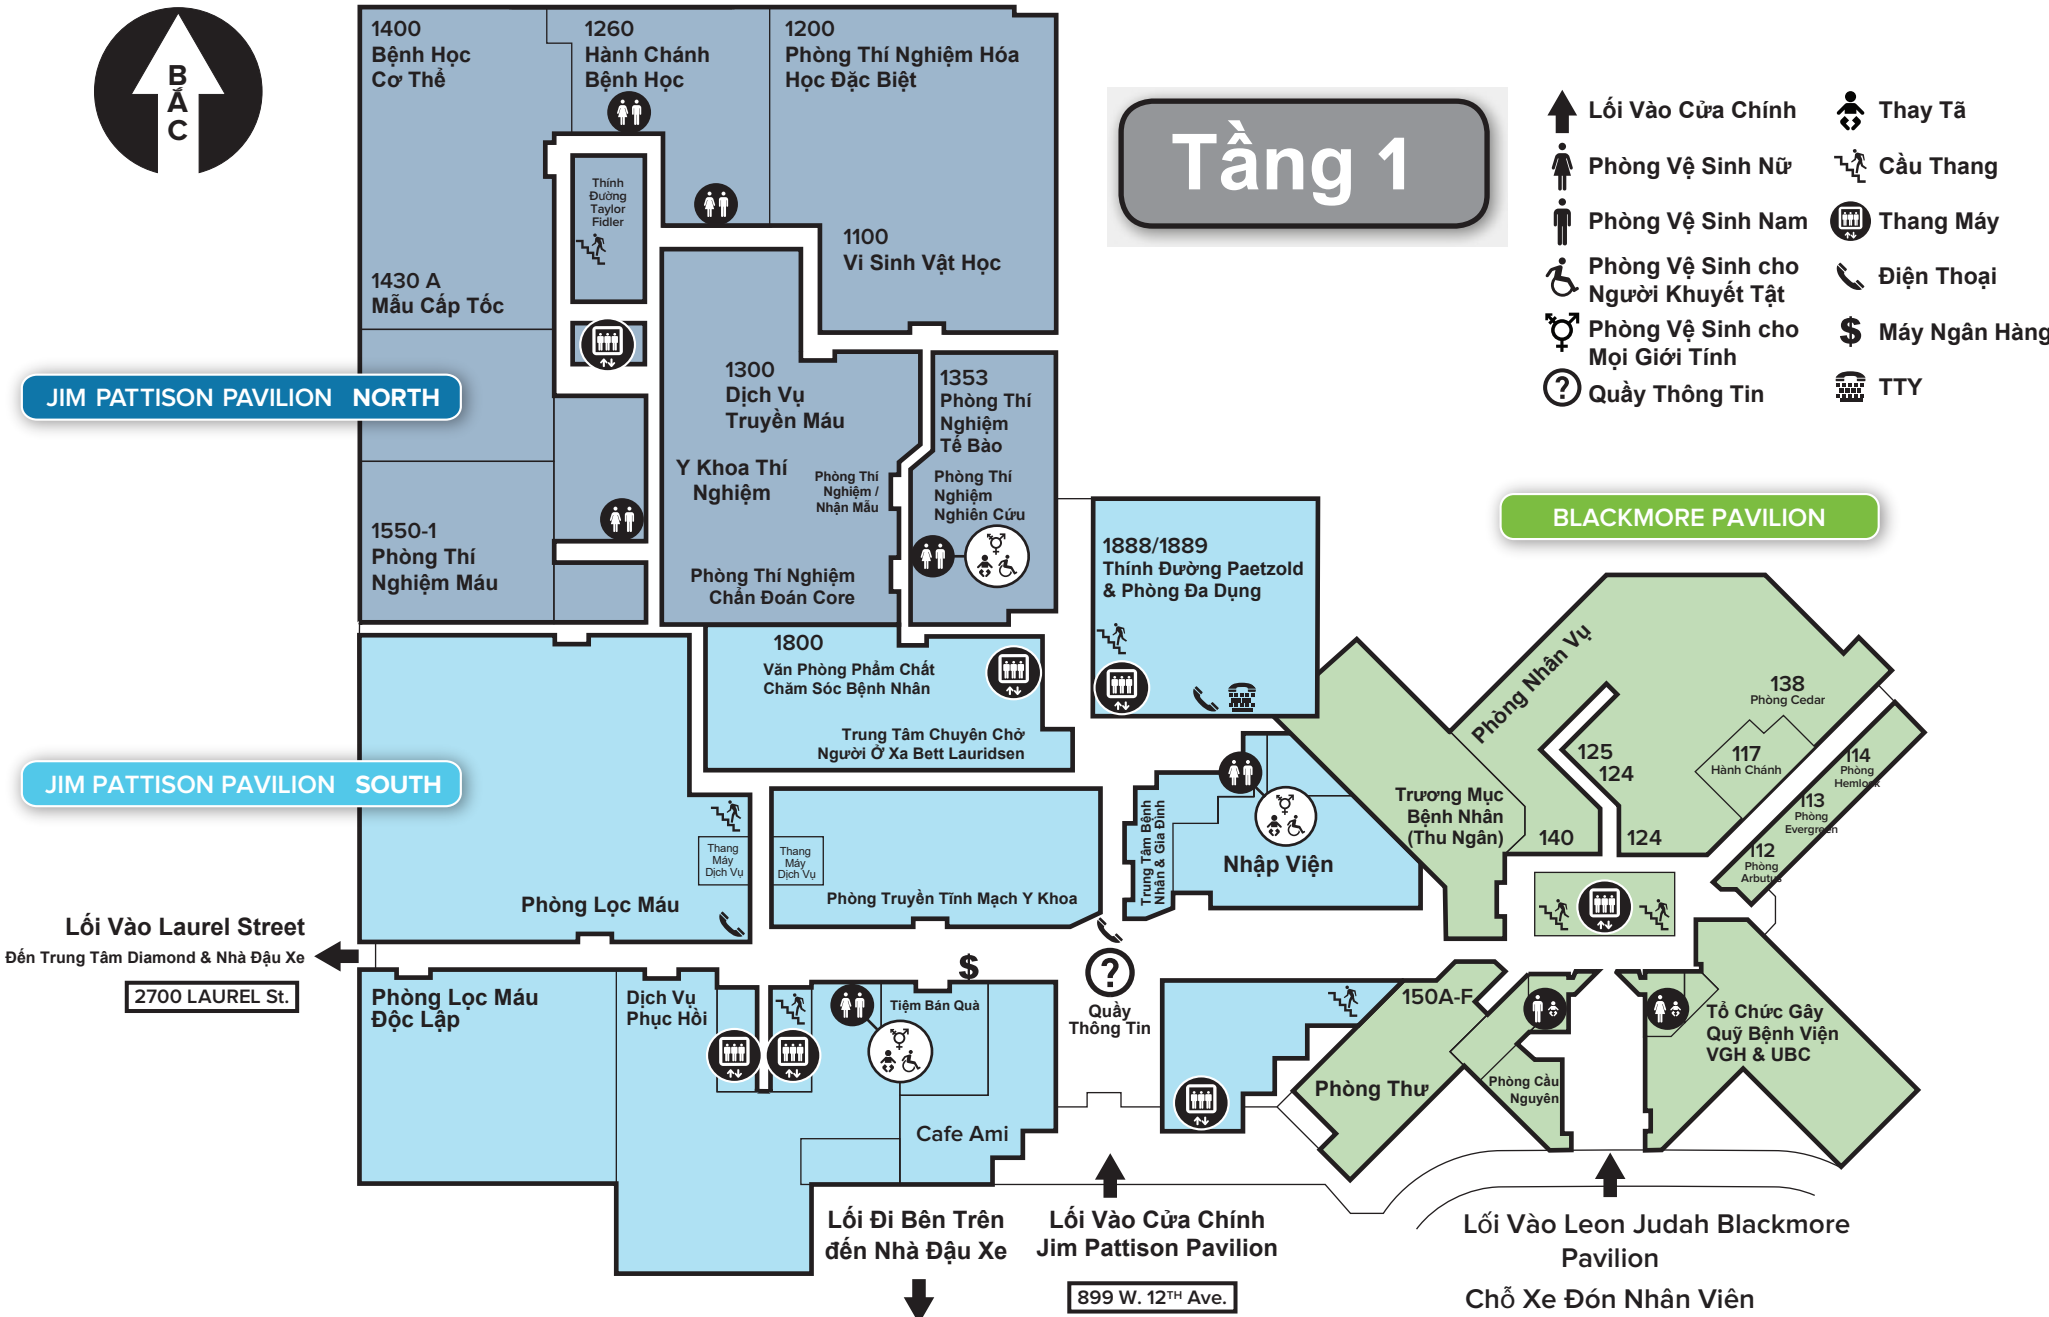 BẮC
1400
Bệnh Học
Cơ Thể
1260
Hành Chánh
Bệnh Học
1200
Phòng Thí Nghiệm Hóa
Học Đặc Biệt
Tầng 1
Lối Vào Cửa Chính
Phòng Vệ Sinh Nữ
Phòng Vệ Sinh Nam
Phòng Vệ Sinh cho
Người Khuyết Tật
Phòng Vệ Sinh cho
Mọi Giới Tính
Quầy Thông Tin
Thay Tã
Cầu Thang
Thang Máy
Điện Thoại
$ Máy Ngân Hàng
TTY
Thính
Đường
Taylor
Fidler
1100
Vi Sinh Vật Học
1430 A
Mẫu Cấp Tốc
JIM PATTISON PAVILION NORTH
1300
Dịch Vụ
Truyền Máu
1353
Phòng Thí
Nghiệm
Tế Bào
Y Khoa Thí
Nghiệm
Phòng Thí
Nghiệm /
Nhận Mẫu
Phòng Thí
Nghiệm
Nghiên Cứu
1550-1
Phòng Thí
Nghiệm Máu
Phòng Thí Nghiệm
Chẩn Đoán Core
1888/1889
Thính Đường Paetzold
& Phòng Đa Dụng
BLACKMORE PAVILION
1800
Văn Phòng Phẩm Chất
Chăm Sóc Bệnh Nhân
Trung Tâm Chuyên Chở
Người Ở Xa Bett Lauridsen
JIM PATTISON PAVILION SOUTH
Phòng Nhân Vụ
138
Phòng Cedar
125
124
117
Hành Chánh
114
Phòng
Hemlock
113
Phòng
Evergreen
112
Phòng
Arbutus
Trương Mục
Bệnh Nhân
(Thu Ngân)
140
124
Trung Tâm Bệnh
Nhân & Gia Đình
Nhập Viện
Thang
Máy
Dịch Vụ
Thang
Máy
Dịch Vụ
Phòng Lọc Máu
Phòng Truyền Tĩnh Mạch Y Khoa
Lối Vào Laurel Street
Đến Trung Tâm Diamond & Nhà Đậu Xe
2700 LAUREL St.
Phòng Lọc Máu
Độc Lập
Dịch Vụ
Phục Hồi
$
Tiệm Bán Quà
?
Quầy
Thông Tin
150A-F
Phòng Thư
Phòng Cầu
Nguyện
Tổ Chức Gây
Quỹ Bệnh Viện
VGH & UBC
Cafe Ami
Lối Đi Bên Trên
đến Nhà Đậu Xe
Lối Vào Cửa Chính
Jim Pattison Pavilion
899 W. 12TH Ave.
Lối Vào Leon Judah Blackmore
Pavilion
Chỗ Xe Đón Nhân Viên